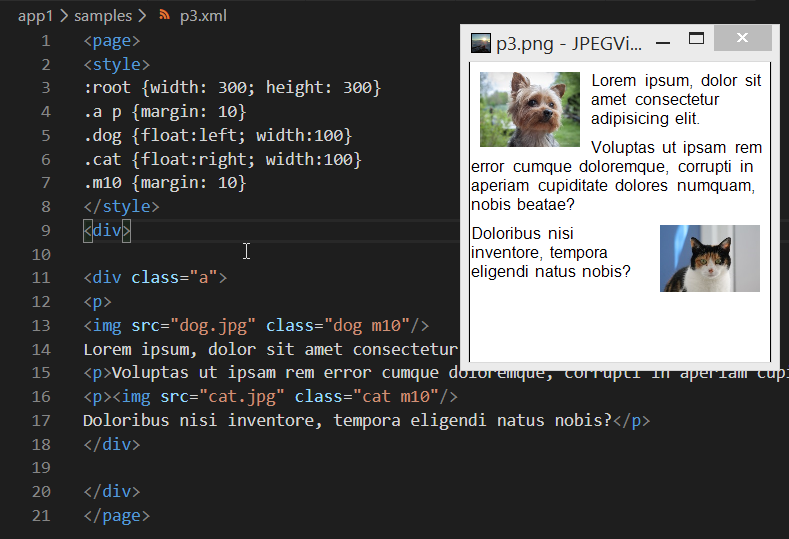 app1 > samples > p3.xml
1 <page>
2 <style>
3 :root {width: 300; height: 300}
4 .a p {margin: 10}
5 .dog {float:left; width:100}
6 .cat {float:right; width:100}
7 .m10 {margin: 10}
8 </style>
9 <div>
10
11 <div class="a">
12 <p>
13 <img src="dog.jpg" class="dog m10"/>
14 Lorem ipsum, dolor sit amet consectetur
15 <p>Voluptas ut ipsam rem error cumque doloremque, corrupti in aperiam cupi
16 <p><img src="cat.jpg" class="cat m10"/>
17 Doloribus nisi inventore, tempora eligendi natus nobis?</p>
18 </div>
19
20 </div>
21 </page>
p3.png - JPEGVi...
Lorem ipsum, dolor sit
amet consectetur
adipisicing elit.
Voluptas ut ipsam rem
error cumque doloremque, corrupti in
aperiam cupiditate dolores numquam,
nobis beatae?
Doloribus nisi
inventore, tempora
eligendi natus nobis?